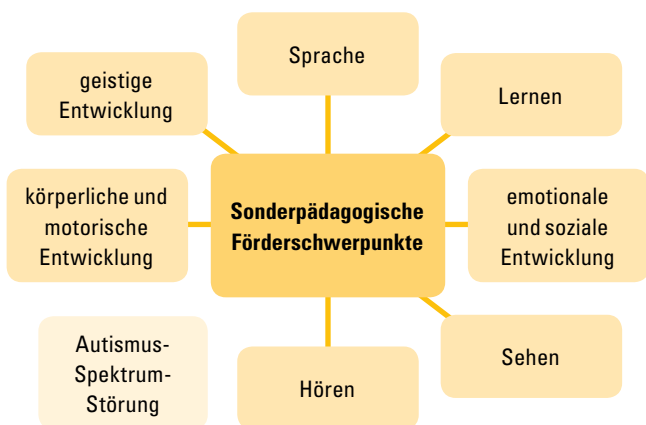 Sprache
geistige
Entwicklung
Lernen
körperliche und
motorische
Entwicklung
Sonderpädagogische
Förderschwerpunkte
emotionale
und soziale
Entwicklung
Autismus-
Spektrum-
Störung
Hören
Sehen